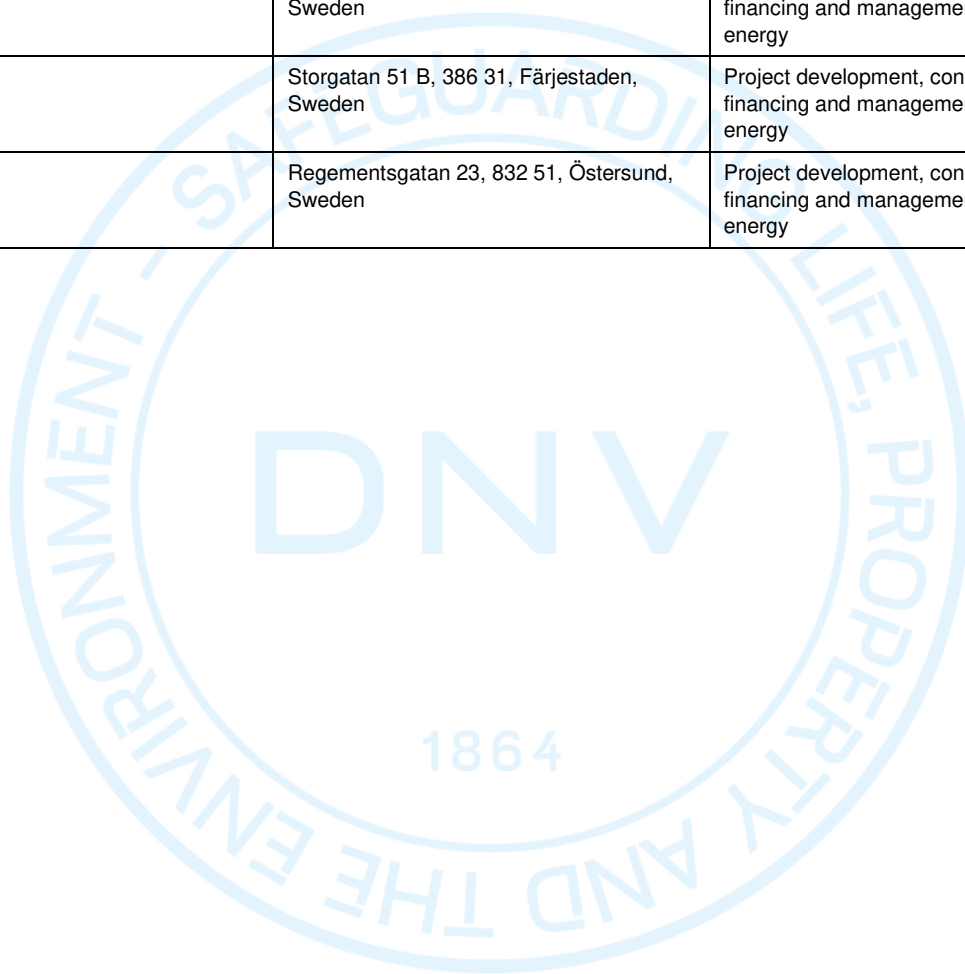 Sweden
financing and manageme
energy
Storgatan 51 B, 386 31, Färjestaden,
Sweden
Project development, con
financing and manageme
energy
Regementsgatan 23, 832 51, Östersund,
Sweden
Project development, con
financing and manageme
energy
SAFEGUARDING LIFE, PROPERTY AND THE ENVIRONMENT –
DNV
1864